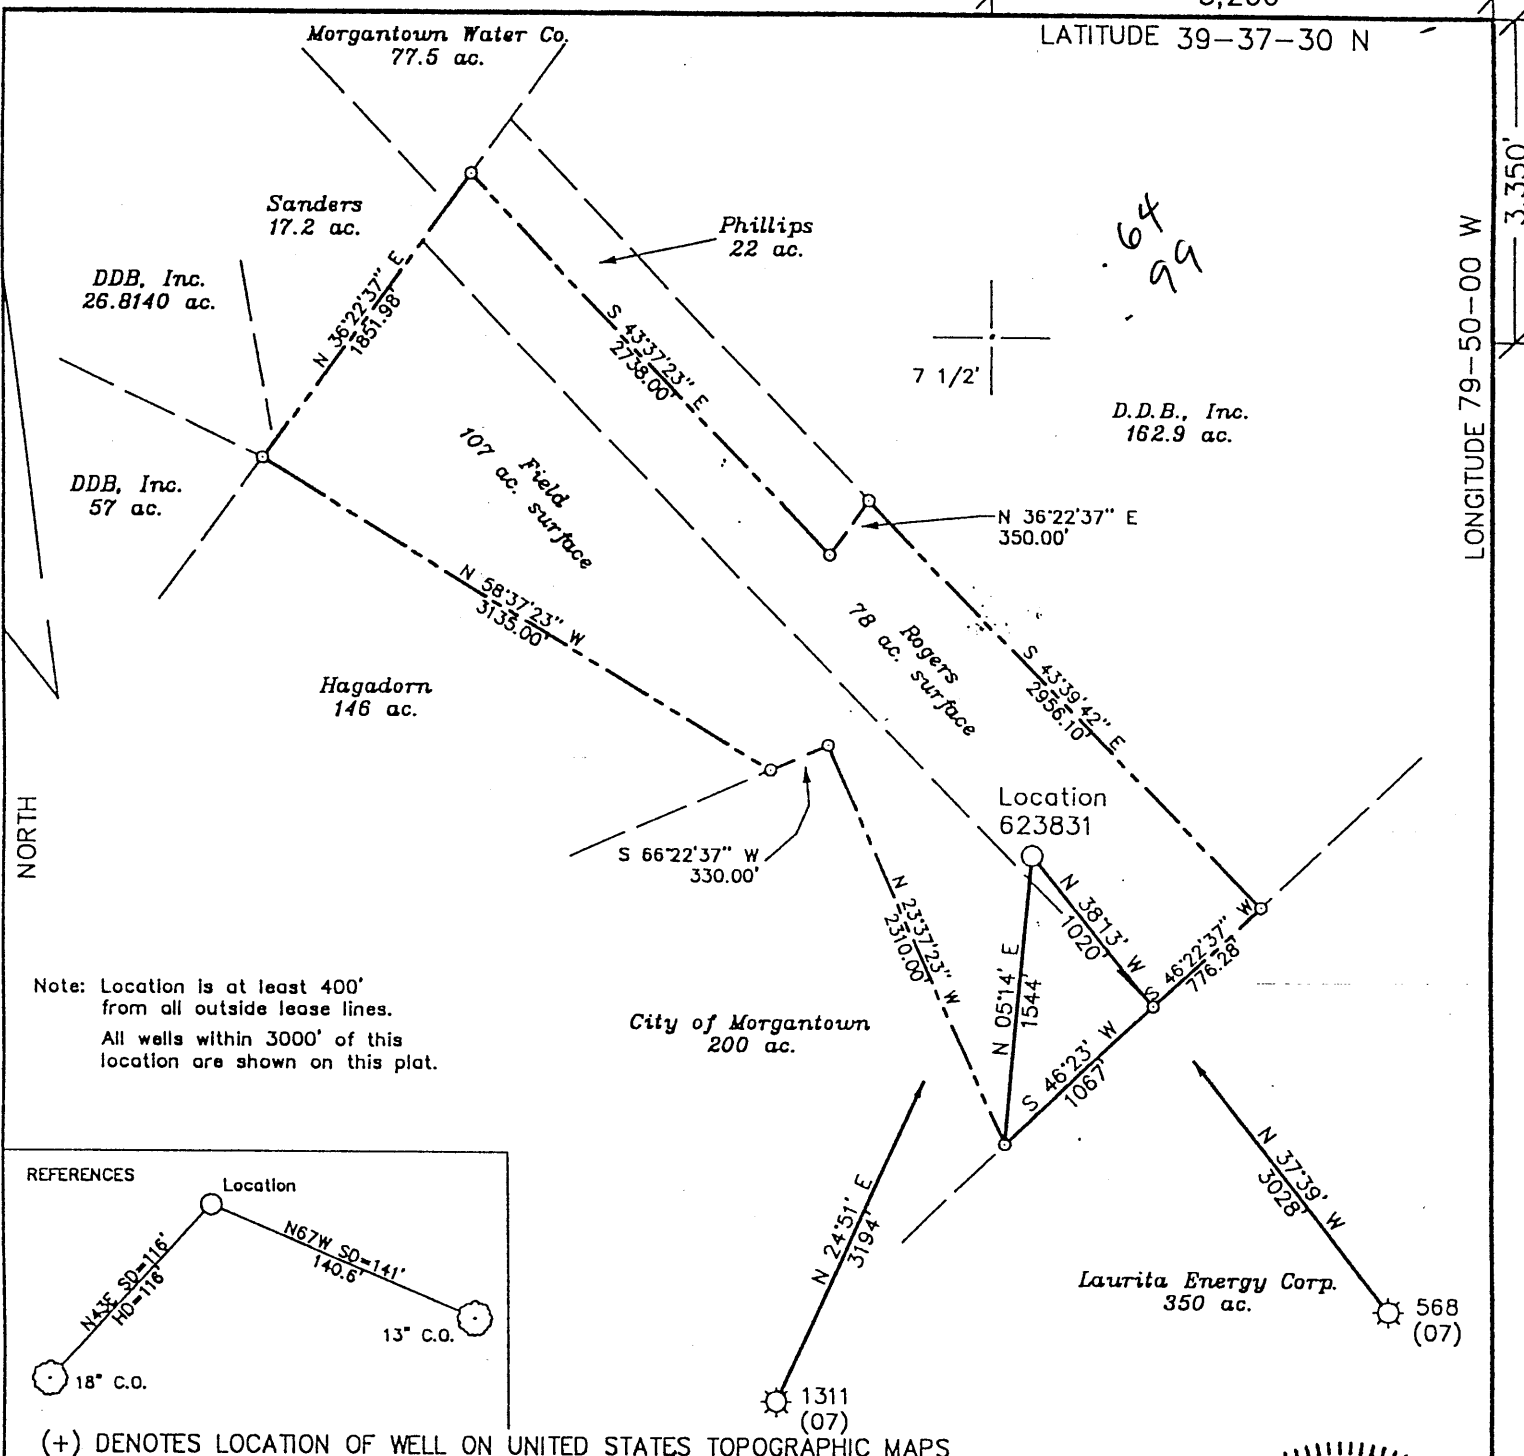 LATITUDE 39-37-30 N
Morgantown Water Co.
77.5 ac.
3,350'
LONGITUDE 79-50-00 W
Sanders
17.2 ac.
Phillips
22 ac.
.64
99
DDB, Inc.
26.8140 ac.
N 36°22'37" E
1851.98'
S 43°37'23" E
2738.00'
7 1/2'
D.D.B., Inc.
162.9 ac.
DDB, Inc.
57 ac.
Field
107 ac. surface
N 36°22'37" E
350.00'
N 58°37'23" W
3135.00'
Rogers
78 ac. surface
S 43°39'42" E
2956.10'
Hagadorn
146 ac.
NORTH
Location
623831
S 66°22'37" W
330.00'
N 23°37'23" W
2310.00'
N 38°13' W
1020'
S 46°22'37" W
776.28'
N 05°14' E
1544'
S 46°23' W
1067'
Note: Location is at least 400'
from all outside lease lines.
All wells within 3000' of this
location are shown on this plat.
City of Morgantown
200 ac.
N 24°51' E
3194'
N 37°39' W
3028'
Laurita Energy Corp.
350 ac.
568
(07)
1311
(07)
REFERENCES
Location
N43E SD=116'
HD=116'
N67W SD=141'
140.6'
13" C.O.
18" C.O.
(+) DENOTES LOCATION OF WELL ON UNITED STATES TOPOGRAPHIC MAPS